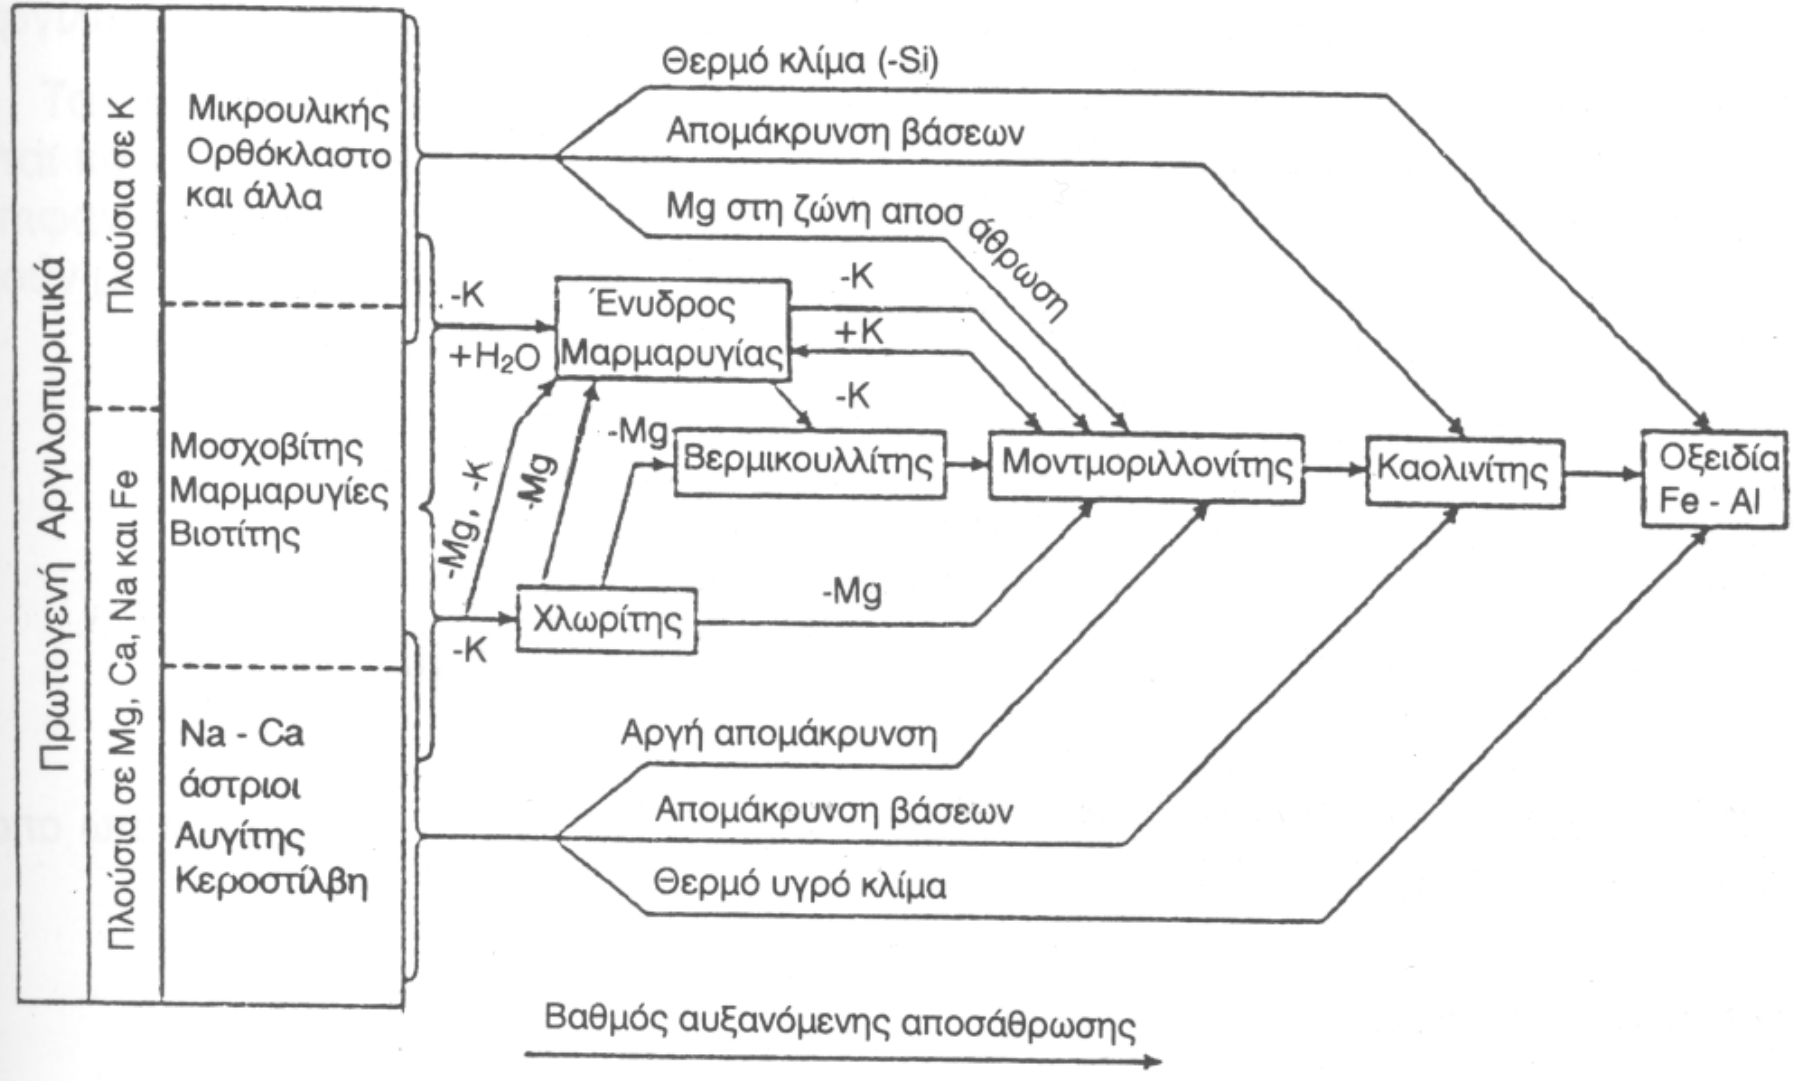 Πρωτογενή Αργιλοπυριτικά
Πλούσια σε Κ
Πλούσια σε Mg, Ca, Na και Fe
Μικρουλικής
Ορθόκλαστο
και άλλα
Μοσχοβίτης
Μαρμαρυγίες
Βιοτίτης
Na - Ca
άστριοι
Αυγίτης
Κεροστίλβη
Θερμό κλίμα (-Si)
Απομάκρυνση βάσεων
Mg στη ζώνη αποσάθρωση
-K
+H₂O
Ένυδρος
Μαρμαρυγίας
-K
+K
-K
-Mg, -K
-Mg
-Mg
Βερμικουλλίτης
Μοντμοριλλονίτης
Καολινίτης
Οξειδία
Fe - Al
Χλωρίτης
-K
-Mg
Αργή απομάκρυνση
Απομάκρυνση βάσεων
Θερμό υγρό κλίμα
Βαθμός αυξανόμενης αποσάθρωσης